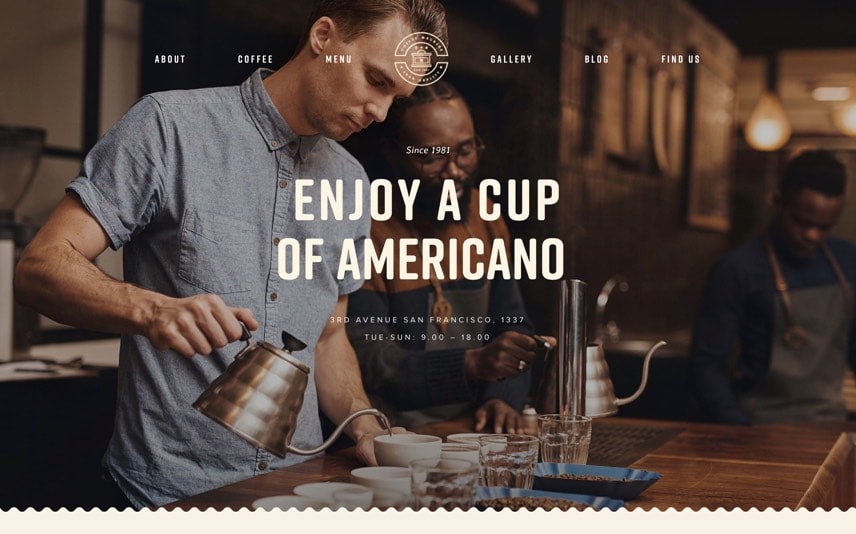 ABOUT COFFEE MENU GALLERY BLOG FIND US
Since 1981
ENJOY A CUP
OF AMERICANO
3RD AVENUE SAN FRANCISCO, 1337
TUE-SUN: 9.00 – 18.00